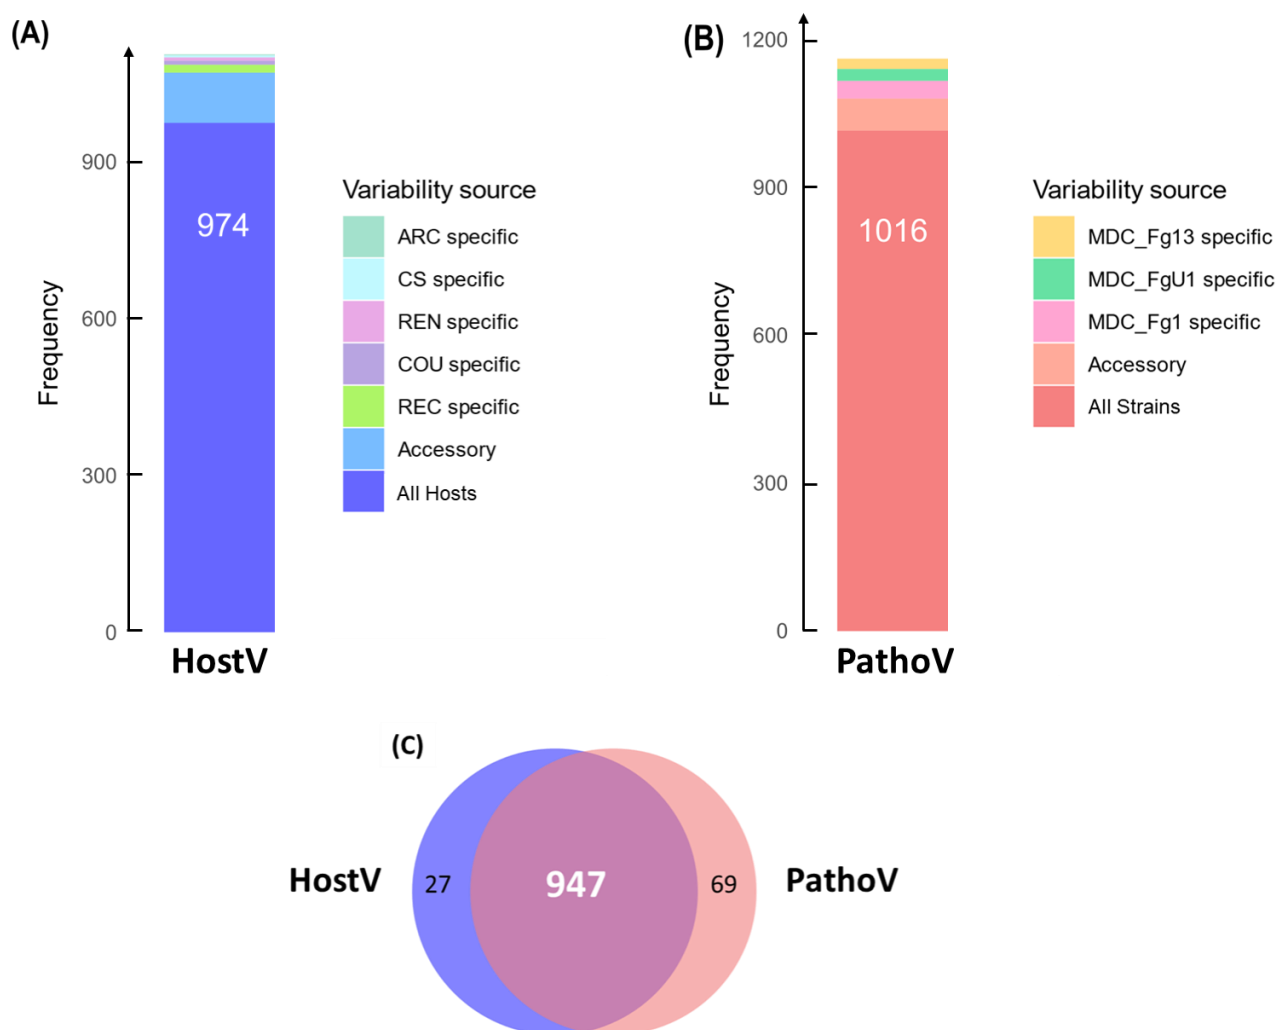 (A)
900
600
300
0
Frequency
974
HostV
Variability source
ARC specific
CS specific
REN specific
COU specific
REC specific
Accessory
All Hosts
(B)
1200
900
600
300
0
Frequency
1016
PathoV
Variability source
MDC_Fg13 specific
MDC_FgU1 specific
MDC_Fg1 specific
Accessory
All Strains
(C)
HostV
27
947
69
PathoV